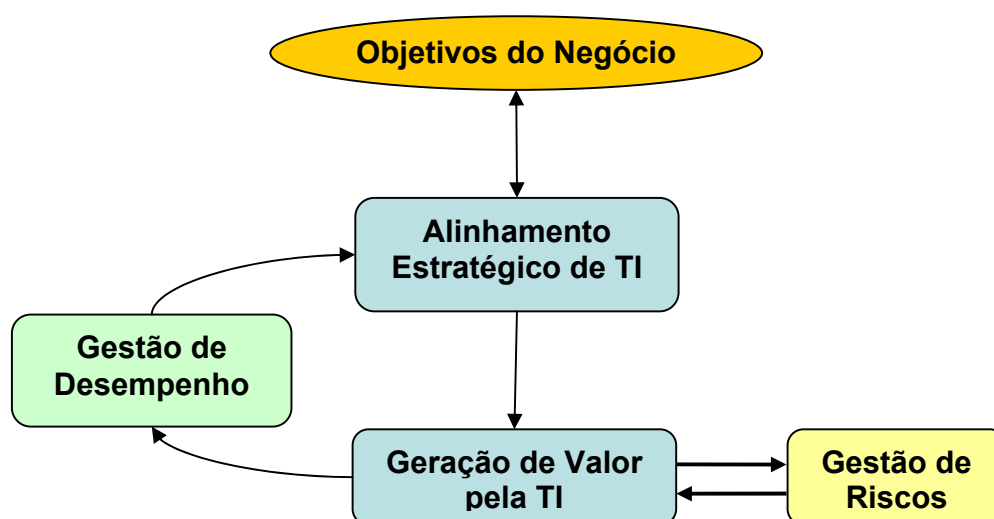 Objetivos do Negócio
Alinhamento
Estratégico de TI
Gestão de
Desempenho
Geração de Valor
pela TI
Gestão de
Riscos